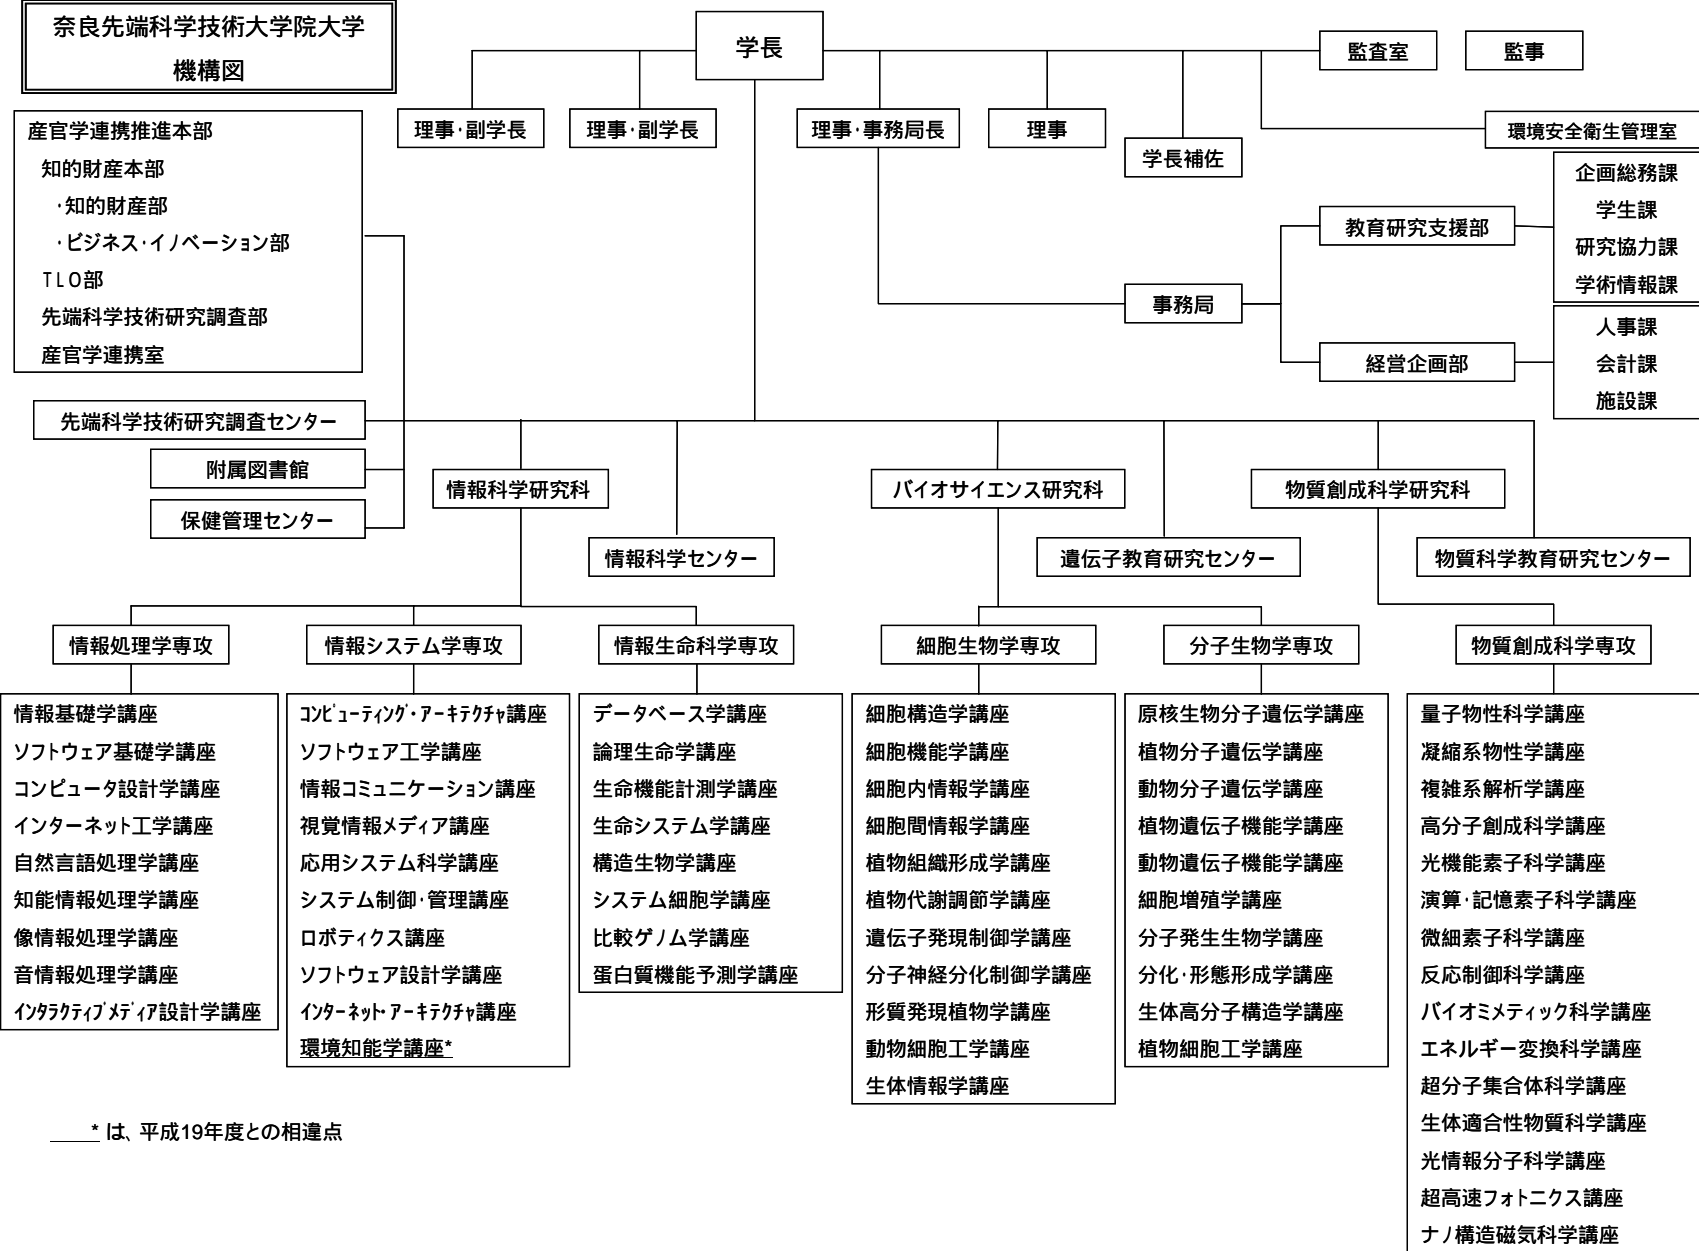 奈良先端科学技術大学院大学
機構図
学長
監査室
監事
理事・副学長
理事・副学長
理事・事務局長
理事
学長補佐
環境安全衛生管理室
産官学連携推進本部
知的財産本部
・知的財産部
・ビジネス・イノベーション部
TLO部
先端科学技術研究調査部
産官学連携室
企画総務課
学生課
研究協力課
学術情報課
教育研究支援部
事務局
経営企画部
人事課
会計課
施設課
先端科学技術研究調査センター
附属図書館
保健管理センター
情報科学研究科
バイオサイエンス研究科
物質創成科学研究科
情報科学センター
遺伝子教育研究センター
物質科学教育研究センター
情報処理学専攻
情報システム学専攻
情報生命科学専攻
細胞生物学専攻
分子生物学専攻
物質創成科学専攻
情報基礎学講座
ソフトウェア基礎学講座
コンピュータ設計学講座
インターネット工学講座
自然言語処理学講座
知能情報処理学講座
像情報処理学講座
音情報処理学講座
ｲﾝﾀﾗｸﾃｨﾌﾞﾒﾃﾞｨｱ設計学講座
ｺﾝﾋﾟｭｰﾃｨﾝｸﾞ・ｱｰｷﾃｸﾁｬ講座
ソフトウェア工学講座
情報コミュニケーション講座
視覚情報メディア講座
応用システム科学講座
システム制御・管理講座
ロボティクス講座
ソフトウェア設計学講座
ｲﾝﾀｰﾈｯﾄ・ｱｰｷﾃｸﾁｬ講座
環境知能学講座*
データベース学講座
論理生命学講座
生命機能計測学講座
生命システム学講座
構造生物学講座
システム細胞学講座
比較ゲノム学講座
蛋白質機能予測学講座
細胞構造学講座
細胞機能学講座
細胞内情報学講座
細胞間情報学講座
植物組織形成学講座
植物代謝調節学講座
遺伝子発現制御学講座
分子神経分化制御学講座
形質発現植物学講座
動物細胞工学講座
生体情報学講座
原核生物分子遺伝学講座
植物分子遺伝学講座
動物分子遺伝学講座
植物遺伝子機能学講座
動物遺伝子機能学講座
細胞増殖学講座
分子発生生物学講座
分化・形態形成学講座
生体高分子構造学講座
植物細胞工学講座
量子物性科学講座
凝縮系物性学講座
複雑系解析学講座
高分子創成科学講座
光機能素子科学講座
演算・記憶素子科学講座
微細素子科学講座
反応制御科学講座
バイオミメティック科学講座
エネルギー変換科学講座
超分子集合体科学講座
生体適合性物質科学講座
光情報分子科学講座
超高速フォトニクス講座
ナノ構造磁気科学講座
* は、平成19年度との相違点